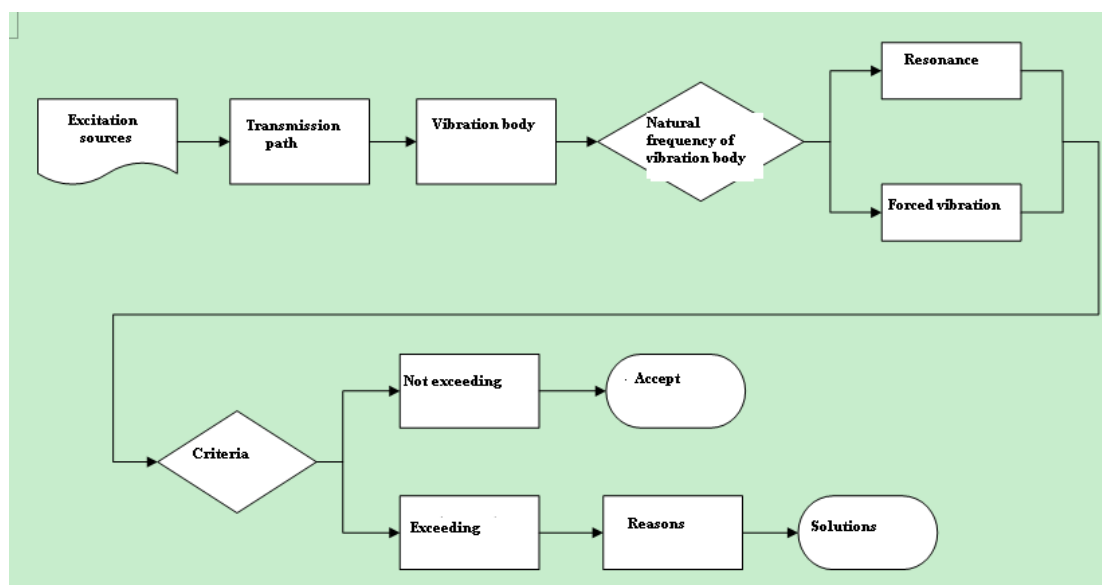 Excitation
sources
Transmission
path
Vibration body
Natural
frequency of
vibration body
Resonance
Forced vibration
Criteria
Not exceeding
Accept
Exceeding
Reasons
Solutions